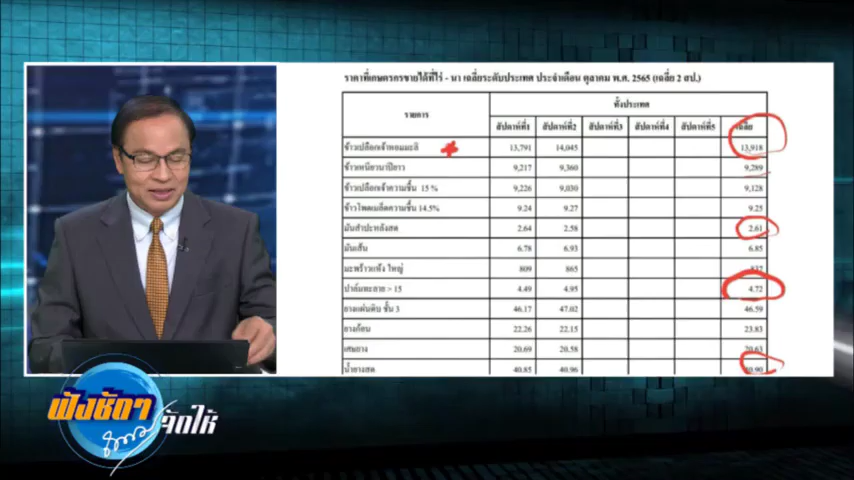 ราคาที่เกษตรกรขายได้ที่ไร่ - นา เฉลี่ยระดับประเทศ ประจำเดือน ตุลาคม พ.ศ. 2565 (เฉลี่ย 2 สป.)
รายการ ทั้งประเทศ
สัปดาห์ที่1 สัปดาห์ที่2 สัปดาห์ที่3 สัปดาห์ที่4 สัปดาห์ที่5 เฉลี่ย
ข้าวเปลือกเจ้าหอมมะลิ 13,791 14,045 13,918
ข้าวเหนียวนาปียาว 9,217 9,360 9,289
ข้าวเปลือกเจ้าความชื้น 15 % 9,226 9,030 9,128
ข้าวโพดเมล็ดความชื้น 14.5% 9.24 9.27 9.25
มันสำปะหลังสด 2.64 2.58 2.61
มันเส้น 6.78 6.93 6.85
มะพร้าวแห้ง ใหญ่ 809 865 837
ปาล์มทะลาย > 15 4.49 4.95 4.72
ยางแผ่นดิบ ชั้น 3 46.17 47.02 46.59
ยางก้อน 22.26 22.15 23.83
เศษยาง 20.69 20.58 20.63
น้ำยางสด 40.85 40.96 40.90
ฟังชัดๆ
จัดให้